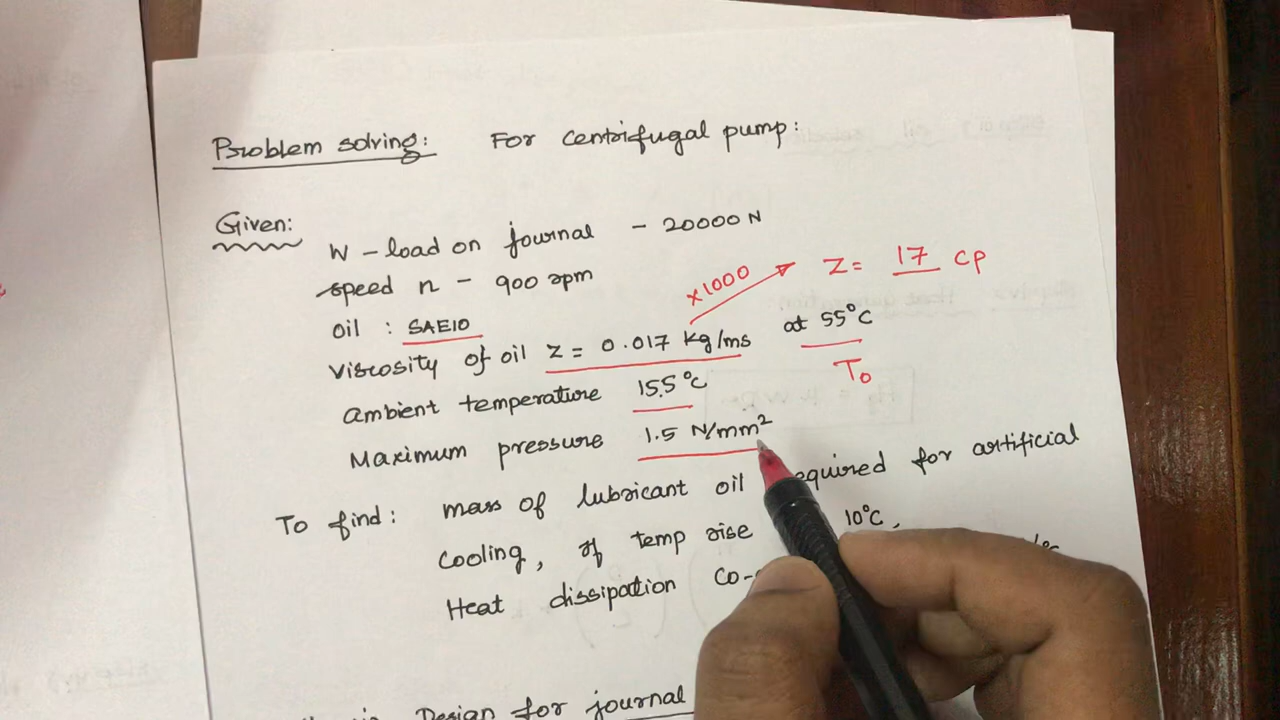 Problem solving: For centrifugal pump:
Given:
W - load on journal - 20000 N
speed n - 900 rpm
×1000 Z = 17 cp
oil : SAE10
Viscosity of oil Z = 0.017 kg/ms at 55°C
T₀
Ambient temperature 15.5°C
Maximum pressure 1.5 N/mm²
To find: mass of lubricant oil required for artificial
cooling, if temp rise 10°C,
Heat dissipation co-
Design for journal